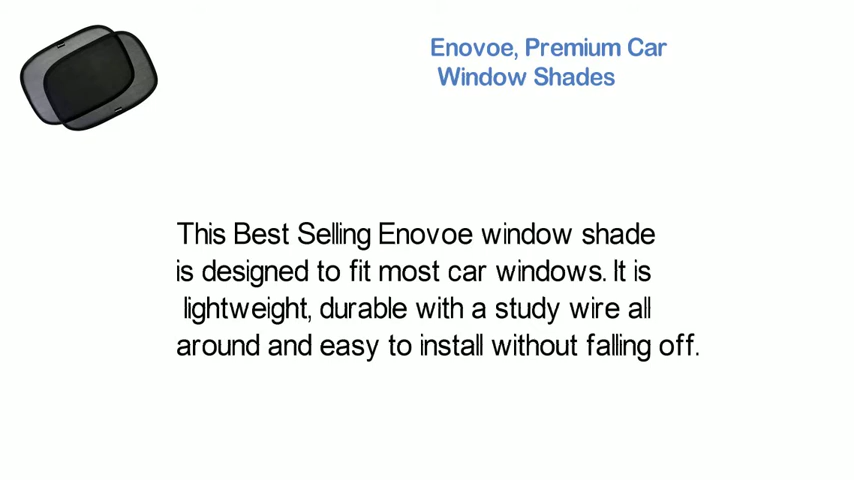 Enovoe, Premium Car
Window Shades
This Best Selling Enovoe window shade
is designed to fit most car windows. It is
lightweight, durable with a study wire all
around and easy to install without falling off.